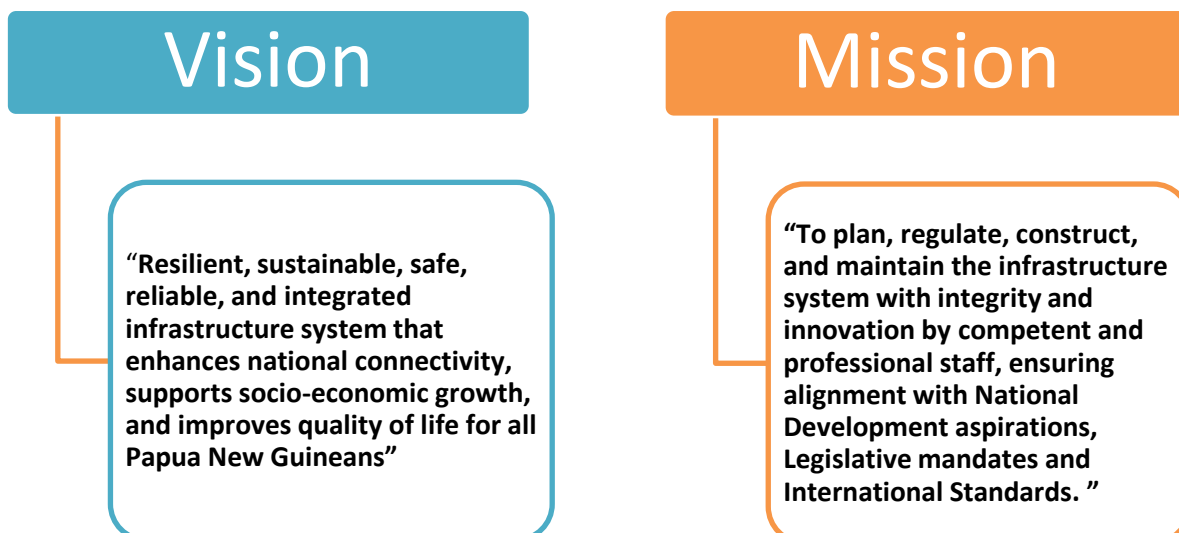 Vision
“Resilient, sustainable, safe,
reliable, and integrated
infrastructure system that
enhances national connectivity,
supports socio-economic growth,
and improves quality of life for all
Papua New Guineans”
Mission
“To plan, regulate, construct,
and maintain the infrastructure
system with integrity and
innovation by competent and
professional staff, ensuring
alignment with National
Development aspirations,
Legislative mandates and
International Standards. ”